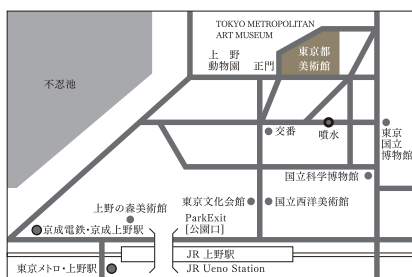 TOKYO METROPOLITAN
ART MUSEUM
東京都
美術館
上野
動物園
正門
不忍池
交番
噴水
東京
国立
博物館
国立科学博物館
上野の森美術館
東京文化会館
国立西洋美術館
ParkExit
[公園口]
京成電鉄・京成上野駅
JR 上野駅
JR Ueno Station
東京メトロ・上野駅